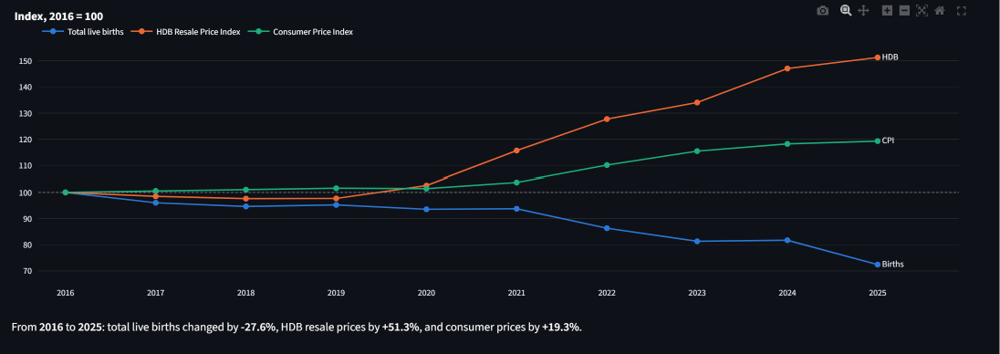 Index, 2016 = 100
Total live births HDB Resale Price Index Consumer Price Index
150
140
130
120
110
100
90
80
70
HDB
CPI
Births
2016 2017 2018 2019 2020 2021 2022 2023 2024 2025
From 2016 to 2025: total live births changed by -27.6%, HDB resale prices by +51.3%, and consumer prices by +19.3%.